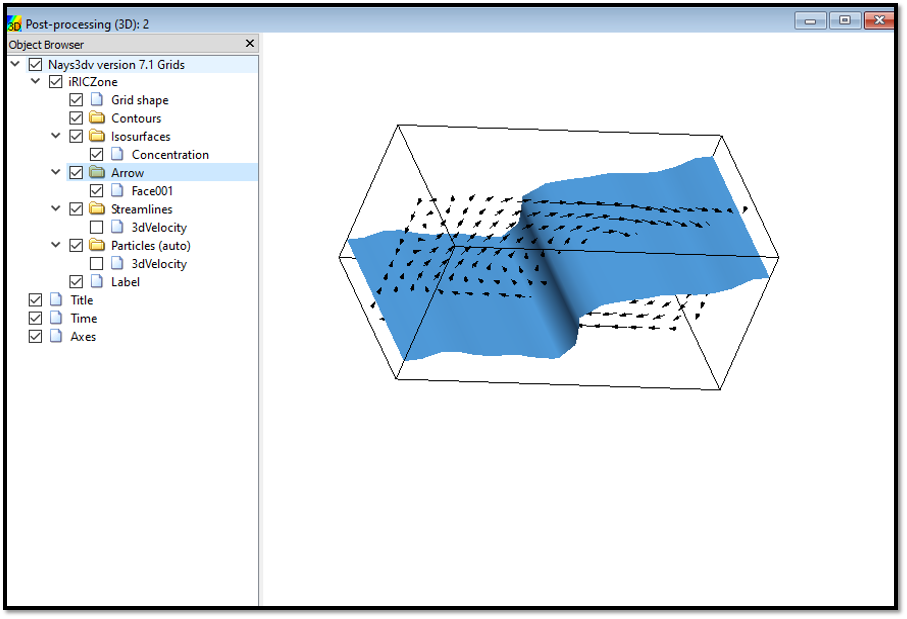 3D Post-processing (3D): 2
Object Browser
Nays3dv version 7.1 Grids
iRICZone
Grid shape
Contours
Isosurfaces
Concentration
Arrow
Face001
Streamlines
3dVelocity
Particles (auto)
3dVelocity
Label
Title
Time
Axes